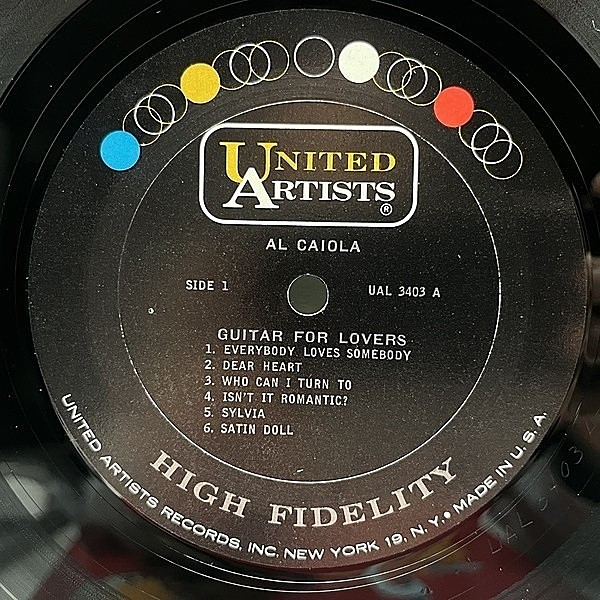 UNITED
ARTISTS®
AL CAIOLA
SIDE 1
UAL 3403 A
GUITAR FOR LOVERS
1. EVERYBODY LOVES SOMEBODY
2. DEAR HEART
3. WHO CAN I TURN TO
4. ISN'T IT ROMANTIC?
5. SYLVIA
6. SATIN DOLL
HIGH FIDELITY
UNITED ARTISTS RECORDS, INC. NEW YORK 19, N.Y. • MADE IN U.S.A.